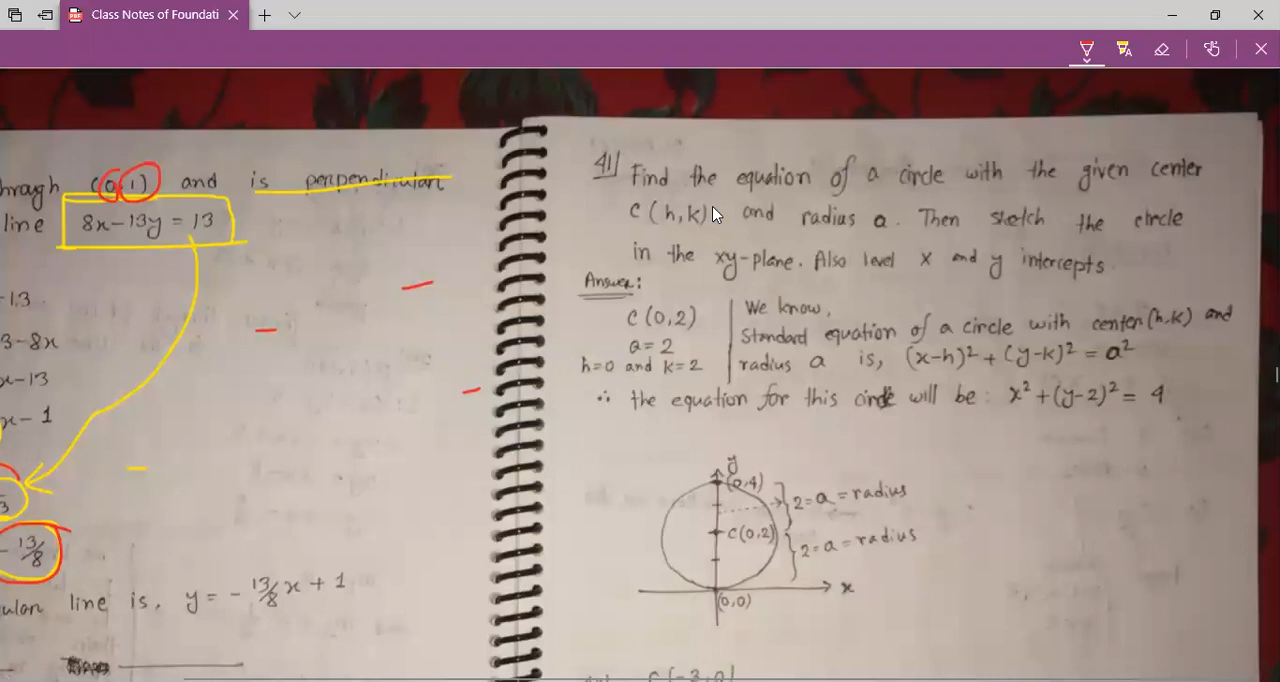 Class Notes of Foundati
hrough (0,1) and is perpendicular
line 8x-13y = 13
-13
3-8x
x-13
x-1
3
- 13/8
ular line is, y = - 13/8 x + 1
41) Find the equation of a circle with the given center
C(h,k) and radius a. Then sketch the circle
in the xy-plane. Also level x and y intercepts.
Answer:
C(0,2)
a=2
h=0 and k=2
We know,
Standard equation of a circle with center (h,k) and
radius a is, (x-h)²+(y-k)² = a²
∴ the equation for this circle will be: x²+(y-2)² = 4
y
(0,4)
2=a=radius
C(0,2)
2=a=radius
x
(0,0)